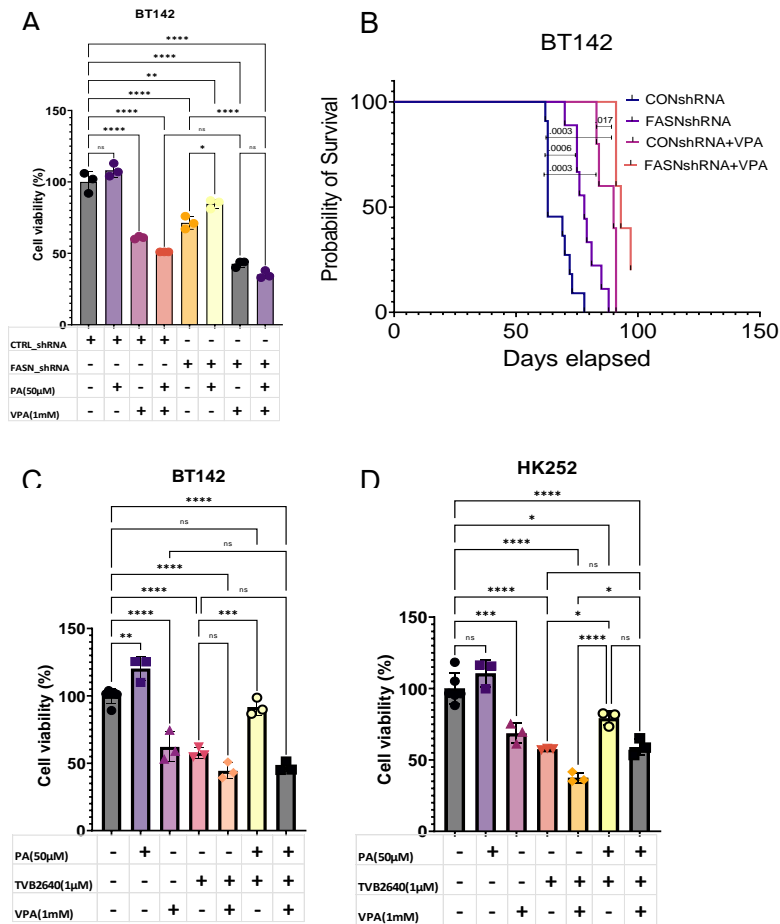 A
BT142
****
****
**
****
****
****
****
ns
ns
*
ns
150
100
50
0
Cell viability (%)
CTRL_shRNA + + + + - - - -
FASN_shRNA - - - - + + + +
PA(50µM) - + - + - + - +
VPA(1mM) - - + + - - + +
B
BT142
100
50
0
Probability of Survival
0 50 100 150
Days elapsed
CONshRNA
FASNshRNA
CONshRNA+VPA
FASNshRNA+VPA
.017
.0003
.0006
.0003
C
BT142
****
ns
ns
****
****
ns
****
***
**
ns
150
100
50
0
Cell viability (%)
PA(50µM) - + - - - + +
TVB2640(1µM) - - - + + + +
VPA(1mM) - - + - + - +
D
HK252
****
*
ns
****
****
*
***
*
ns
****
ns
150
100
50
0
Cell viability (%)
PA(50µM) - + - - - + +
TVB2640(1µM) - - - + + + +
VPA(1mM) - - + - + - +